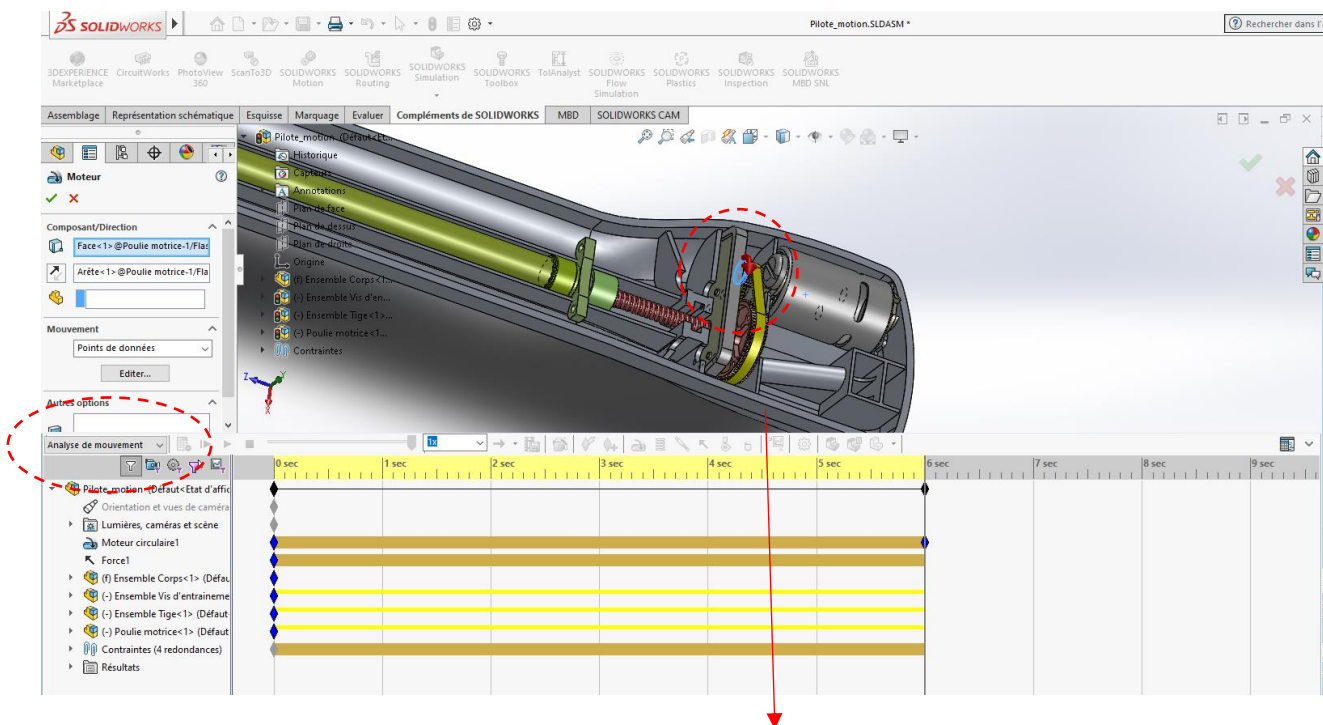 SOLIDWORKS
Pilote_motion.SLDASM *
Rechercher dans l'
3DEXPERIENCE Marketplace
CircuitWorks
PhotoView 360
ScanTo3D
SOLIDWORKS Motion
SOLIDWORKS Routing
SOLIDWORKS Simulation
SOLIDWORKS Toolbox
TolAnalyst
SOLIDWORKS Flow Simulation
SOLIDWORKS Plastics
SOLIDWORKS Inspection
SOLIDWORKS MBD SNL
Assemblage Représentation schématique Esquisse Marquage Evaluer Compléments de SOLIDWORKS MBD SOLIDWORKS CAM
Pilote_motion (Défaut<Et...
Historique
Capteurs
Annotations
Plan de face
Plan de dessus
Plan de droite
Origine
(f) Ensemble Corps<1...
(-) Ensemble Vis d'en...
(-) Ensemble Tige<1>...
(-) Poulie motrice<1...
Contraintes
Moteur
Composant/Direction
Face<1>@Poulie motrice-1/Flas
Arête<1>@Poulie motrice-1/Fla
Mouvement
Points de données
Editer...
Autres options
Z
Y
X
Analyse de mouvement
1x
0 sec 1 sec 2 sec 3 sec 4 sec 5 sec 6 sec 7 sec 8 sec 9 sec
Pilote_motion (Défaut<Etat d'affic
Orientation et vues de caméra
Lumières, caméras et scène
Moteur circulaire1
Force1
(f) Ensemble Corps<1> (Défau
(-) Ensemble Vis d'entraineme
(-) Ensemble Tige<1> (Défaut
(-) Poulie motrice<1> (Défaut
Contraintes (4 redondances)
Résultats